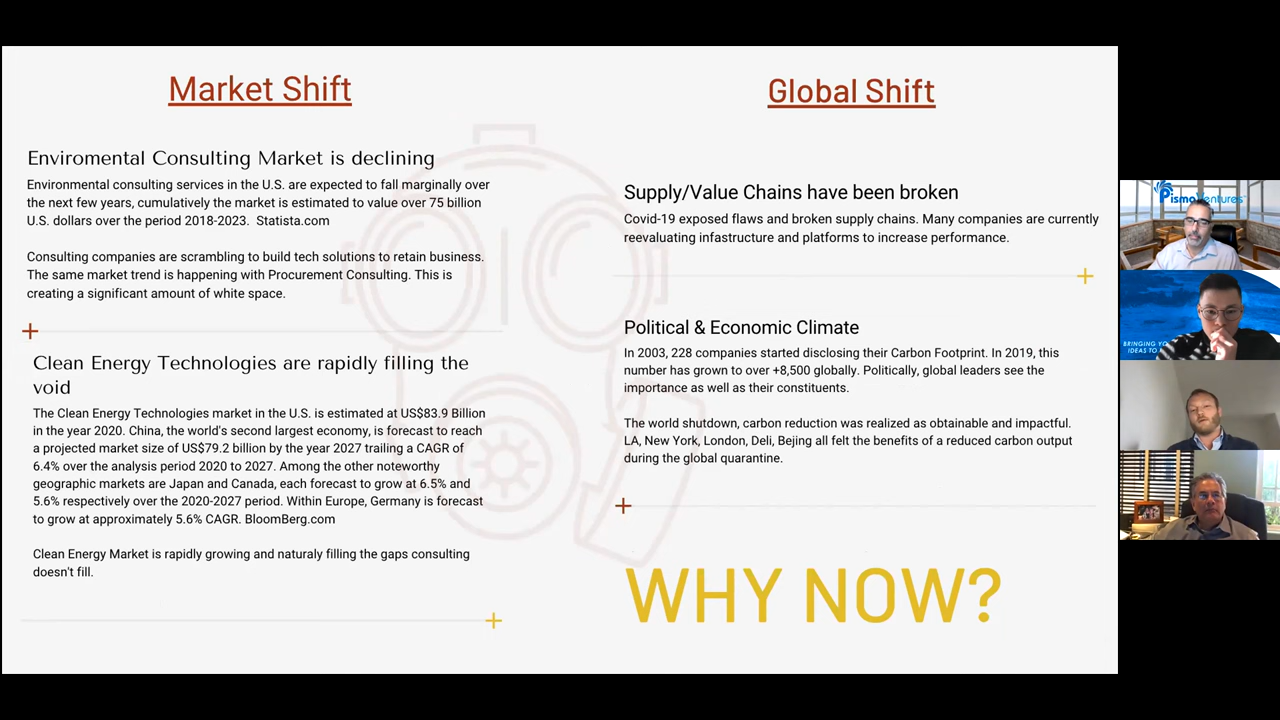 Market Shift
Enviromental Consulting Market is declining
Environmental consulting services in the U.S. are expected to fall marginally over
the next few years, cumulatively the market is estimated to value over 75 billion
U.S. dollars over the period 2018-2023. Statista.com
Consulting companies are scrambling to build tech solutions to retain business.
The same market trend is happening with Procurement Consulting. This is
creating a significant amount of white space.
Clean Energy Technologies are rapidly filling the
void
The Clean Energy Technologies market in the U.S. is estimated at US$83.9 Billion
in the year 2020. China, the world's second largest economy, is forecast to reach
a projected market size of US$79.2 billion by the year 2027 trailing a CAGR of
6.4% over the analysis period 2020 to 2027. Among the other noteworthy
geographic markets are Japan and Canada, each forecast to grow at 6.5% and
5.6% respectively over the 2020-2027 period. Within Europe, Germany is forecast
to grow at approximately 5.6% CAGR. BloomBerg.com
Clean Energy Market is rapidly growing and naturaly filling the gaps consulting
doesn't fill.
Global Shift
Supply/Value Chains have been broken
Covid-19 exposed flaws and broken supply chains. Many companies are currently
reevaluating infastructure and platforms to increase performance.
Political & Economic Climate
In 2003, 228 companies started disclosing their Carbon Footprint. In 2019, this
number has grown to over +8,500 globally. Politically, global leaders see the
importance as well as their constituents.
The world shutdown, carbon reduction was realized as obtainable and impactful.
LA, New York, London, Deli, Bejing all felt the benefits of a reduced carbon output
during the global quarantine.
WHY NOW?
Pismo Ventures
BRINGING YO
IDEAS TO